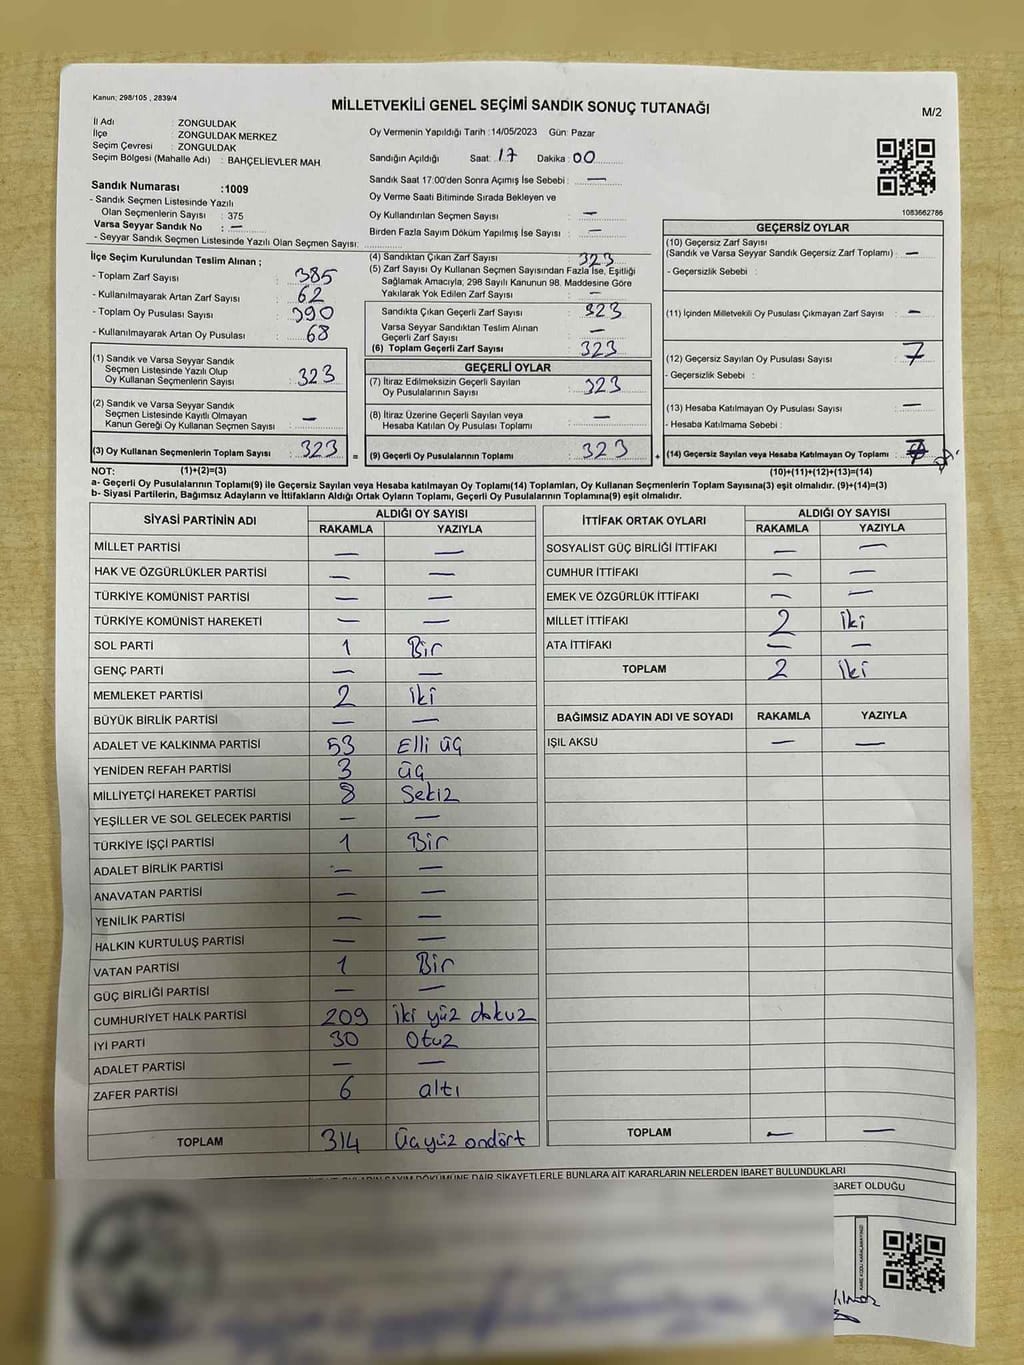 Kanun: 298/105 , 2839/4
MİLLETVEKİLİ GENEL SEÇİMİ SANDIK SONUÇ TUTANAĞI
M/2
İl Adı : ZONGULDAK
İlçe : ZONGULDAK MERKEZ
Seçim Çevresi : ZONGULDAK
Seçim Bölgesi (Mahalle Adı) : BAHÇELİEVLER MAH.
Sandık Numarası :1009
- Sandık Seçmen Listesinde Yazılı
Olan Seçmenlerin Sayısı : 375
Varsa Seyyar Sandık No : —
- Seyyar Sandık Seçmen Listesinde Yazılı Olan Seçmen Sayısı:
Oy Vermenin Yapıldığı Tarih :14/05/2023 Gün: Pazar
Sandığın Açıldığı Saat: 17 Dakika: 00
Sandık Saat 17:00'den Sonra Açımış İse Sebebi : —
Oy Verme Saati Bitiminde Sırada Bekleyen ve
Oy Kullandırılan Seçmen Sayısı : —
Birden Fazla Sayım Döküm Yapılmış İse Sayısı : —
1083662786
İlçe Seçim Kurulundan Teslim Alınan ;
- Toplam Zarf Sayısı : 385
- Kullanılmayarak Artan Zarf Sayısı : 62
- Toplam Oy Pusulası Sayısı : 390
- Kullanılmayarak Artan Oy Pusulası : 68
(1) Sandık ve Varsa Seyyar Sandık
Seçmen Listesinde Yazılı Olup
Oy Kullanan Seçmenlerin Sayısı : 323
(2) Sandık ve Varsa Seyyar Sandık
Seçmen Listesinde Kayıtlı Olmayan
Kanun Gereği Oy Kullanan Seçmen Sayısı : —
(3) Oy Kullanan Seçmenlerin Toplam Sayısı : 323 =
(4) Sandıktan Çıkan Zarf Sayısı : 323
(5) Zarf Sayısı Oy Kullanan Seçmen Sayısından Fazla İse, Eşitliği
Sağlamak Amacıyla; 298 Sayılı Kanunun 98. Maddesine Göre
Yakılarak Yok Edilen Zarf Sayısı : —
Sandıkta Çıkan Geçerli Zarf Sayısı : 323
Varsa Seyyar Sandıktan Teslim Alınan
Geçerli Zarf Sayısı : —
(6) Toplam Geçerli Zarf Sayısı : 323
GEÇERLİ OYLAR
(7) İtiraz Edilmeksizin Geçerli Sayılan
Oy Pusulalarının Sayısı : 323
(8) İtiraz Üzerine Geçerli Sayılan veya
Hesaba Katılan Oy Pusulası Toplamı : —
(9) Geçerli Oy Pusulalarının Toplamı : 323 +
GEÇERSİZ OYLAR
(10) Geçersiz Zarf Sayısı
(Sandık ve Varsa Seyyar Sandık Geçersiz Zarf Toplamı) : —
- Geçersizlik Sebebi :
(11) İçinden Milletvekili Oy Pusulası Çıkmayan Zarf Sayısı : —
(12) Geçersiz Sayılan Oy Pusulası Sayısı : 7
- Geçersizlik Sebebi :
(13) Hesaba Katılmayan Oy Pusulası Sayısı : —
- Hesaba Katılmama Sebebi :
(14) Geçersiz Sayılan veya Hesaba Katılmayan Oy Toplamı : 7
NOT: (1)+(2)=(3) (10)+(11)+(12)+(13)=(14)
a- Geçerli Oy Pusulalarının Toplamı(9) ile Geçersiz Sayılan veya Hesaba katılmayan Oy Toplamı(14) Toplamları, Oy Kullanan Seçmenlerin Toplam Sayısına(3) eşit olmalıdır. (9)+(14)=(3)
b- Siyasi Partilerin, Bağımsız Adayların ve İttifakların Aldığı Ortak Oyların Toplamı, Geçerli Oy Pusulalarının Toplamına(9) eşit olmalıdır.
SİYASİ PARTİNİN ADI ALDIĞI OY SAYISI
RAKAMLA YAZIYLA
MİLLET PARTİSİ — —
HAK VE ÖZGÜRLÜKLER PARTİSİ — —
TÜRKİYE KOMÜNİST PARTİSİ — —
TÜRKİYE KOMÜNİST HAREKETİ — —
SOL PARTİ 1 Bir
GENÇ PARTİ — —
MEMLEKET PARTİSİ 2 iki
BÜYÜK BİRLİK PARTİSİ — —
ADALET VE KALKINMA PARTİSİ 53 Elli üç
YENİDEN REFAH PARTİSİ 3 üç
MİLLİYETÇİ HAREKET PARTİSİ 8 Sekiz
YEŞİLLER VE SOL GELECEK PARTİSİ — —
TÜRKİYE İŞÇİ PARTİSİ 1 Bir
ADALET BİRLİK PARTİSİ — —
ANAVATAN PARTİSİ — —
YENİLİK PARTİSİ — —
HALKIN KURTULUŞ PARTİSİ — —
VATAN PARTİSİ 1 Bir
GÜÇ BİRLİĞİ PARTİSİ — —
CUMHURİYET HALK PARTİSİ 209 iki yüz dokuz
İYİ PARTİ 30 Otuz
ADALET PARTİSİ — —
ZAFER PARTİSİ 6 altı
TOPLAM 314 Üçyüz ondört
İTTİFAK ORTAK OYLARI ALDIĞI OY SAYISI
RAKAMLA YAZIYLA
SOSYALİST GÜÇ BİRLİĞİ İTTİFAKI — —
CUMHUR İTTİFAKI — —
EMEK VE ÖZGÜRLÜK İTTİFAKI — —
MİLLET İTTİFAKI 2 iki
ATA İTTİFAKI — —
TOPLAM 2 iki
BAĞIMSIZ ADAYIN ADI VE SOYADI RAKAMLA YAZIYLA
IŞIL AKSU — —
TOPLAM — —
SAYIM DÖKÜMÜNE DAİR ŞİKAYETLERLE BUNLARA AİT KARARLARIN NELERDEN İBARET BULUNDUKLARI
BARET OLDUĞU